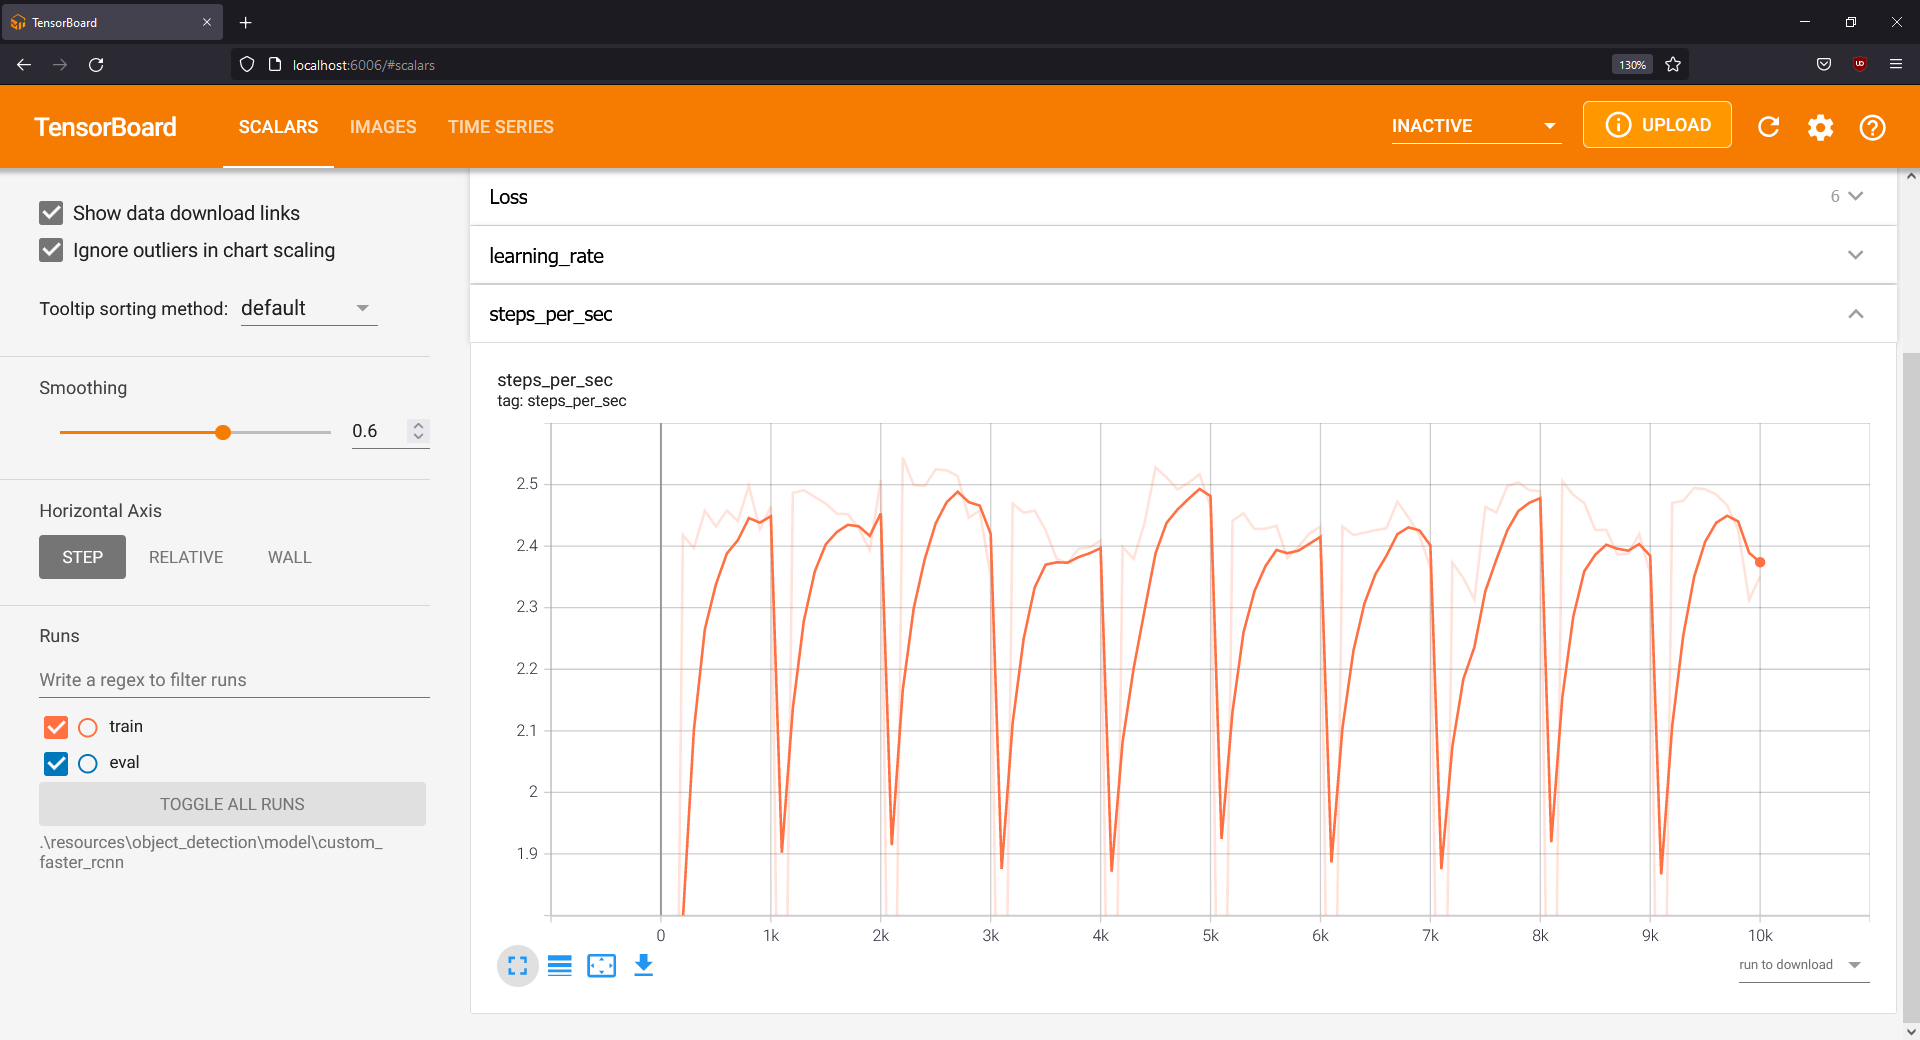 TensorBoard
localhost:6006/#scalars
130%
TensorBoard
SCALARS
IMAGES
TIME SERIES
INACTIVE
UPLOAD
Show data download links
Ignore outliers in chart scaling
Tooltip sorting method: default
Smoothing
0.6
Horizontal Axis
STEP
RELATIVE
WALL
Runs
Write a regex to filter runs
train
eval
TOGGLE ALL RUNS
.\resources\object_detection\model\custom_
faster_rcnn
Loss
6
learning_rate
steps_per_sec
steps_per_sec
tag: steps_per_sec
2.5
2.4
2.3
2.2
2.1
2
1.9
0 1k 2k 3k 4k 5k 6k 7k 8k 9k 10k
run to download